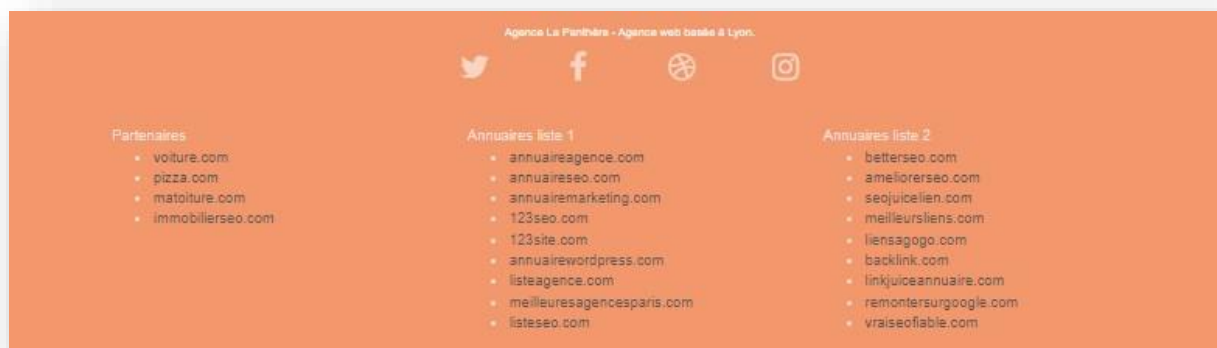 Agence La Panthère - Agence web basée à Lyon.
Partenaires
voiture.com
pizza.com
matoiture.com
immobilierseo.com
Annuaires liste 1
annuaireagence.com
annuaireseo.com
annuairemarketing.com
123seo.com
123site.com
annuairewordpress.com
listeagence.com
meilleuresagencesparis.com
listeseo.com
Annuaires liste 2
betterseo.com
ameliorerseo.com
seojuicelien.com
meilleursliens.com
liensagogo.com
backlink.com
linkjuiceannuaire.com
remontersurgoogle.com
vraiseofiable.com